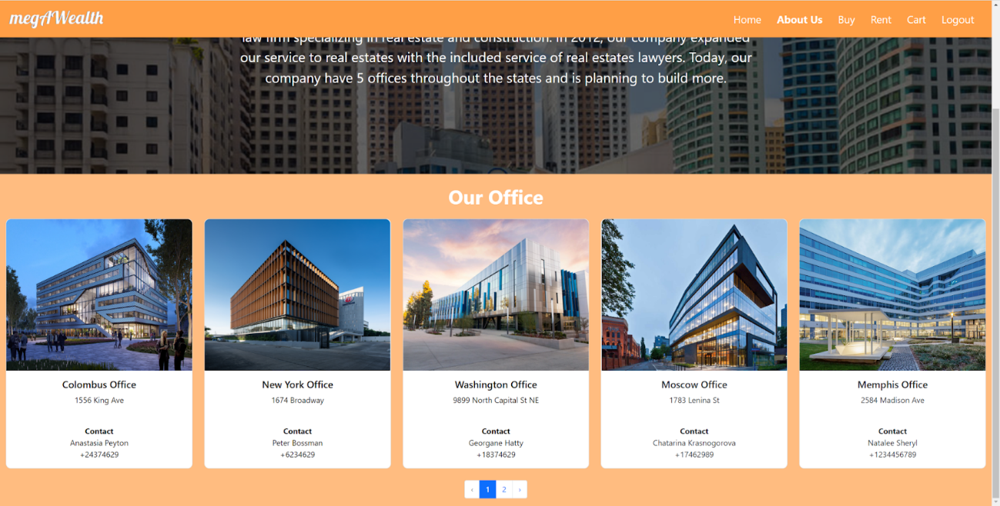 megAWealth
Home About Us Buy Rent Cart Logout
law firm specializing in real estate and construction. In 2012, our company expanded
our service to real estates with the included service of real estates lawyers. Today, our
company have 5 offices throughout the states and is planning to build more.
Our Office
Colombus Office
1556 King Ave
Contact
Anastasia Peyton
+24374629
New York Office
1674 Broadway
Contact
Peter Bossman
+6234629
Washington Office
9899 North Capital St NE
Contact
Georgane Hatty
+18374629
Moscow Office
1783 Lenina St
Contact
Chatarina Krasnogorova
+17462989
Memphis Office
2584 Madison Ave
Contact
Natalee Sheryl
+1234456789
‹ 1 2 ›